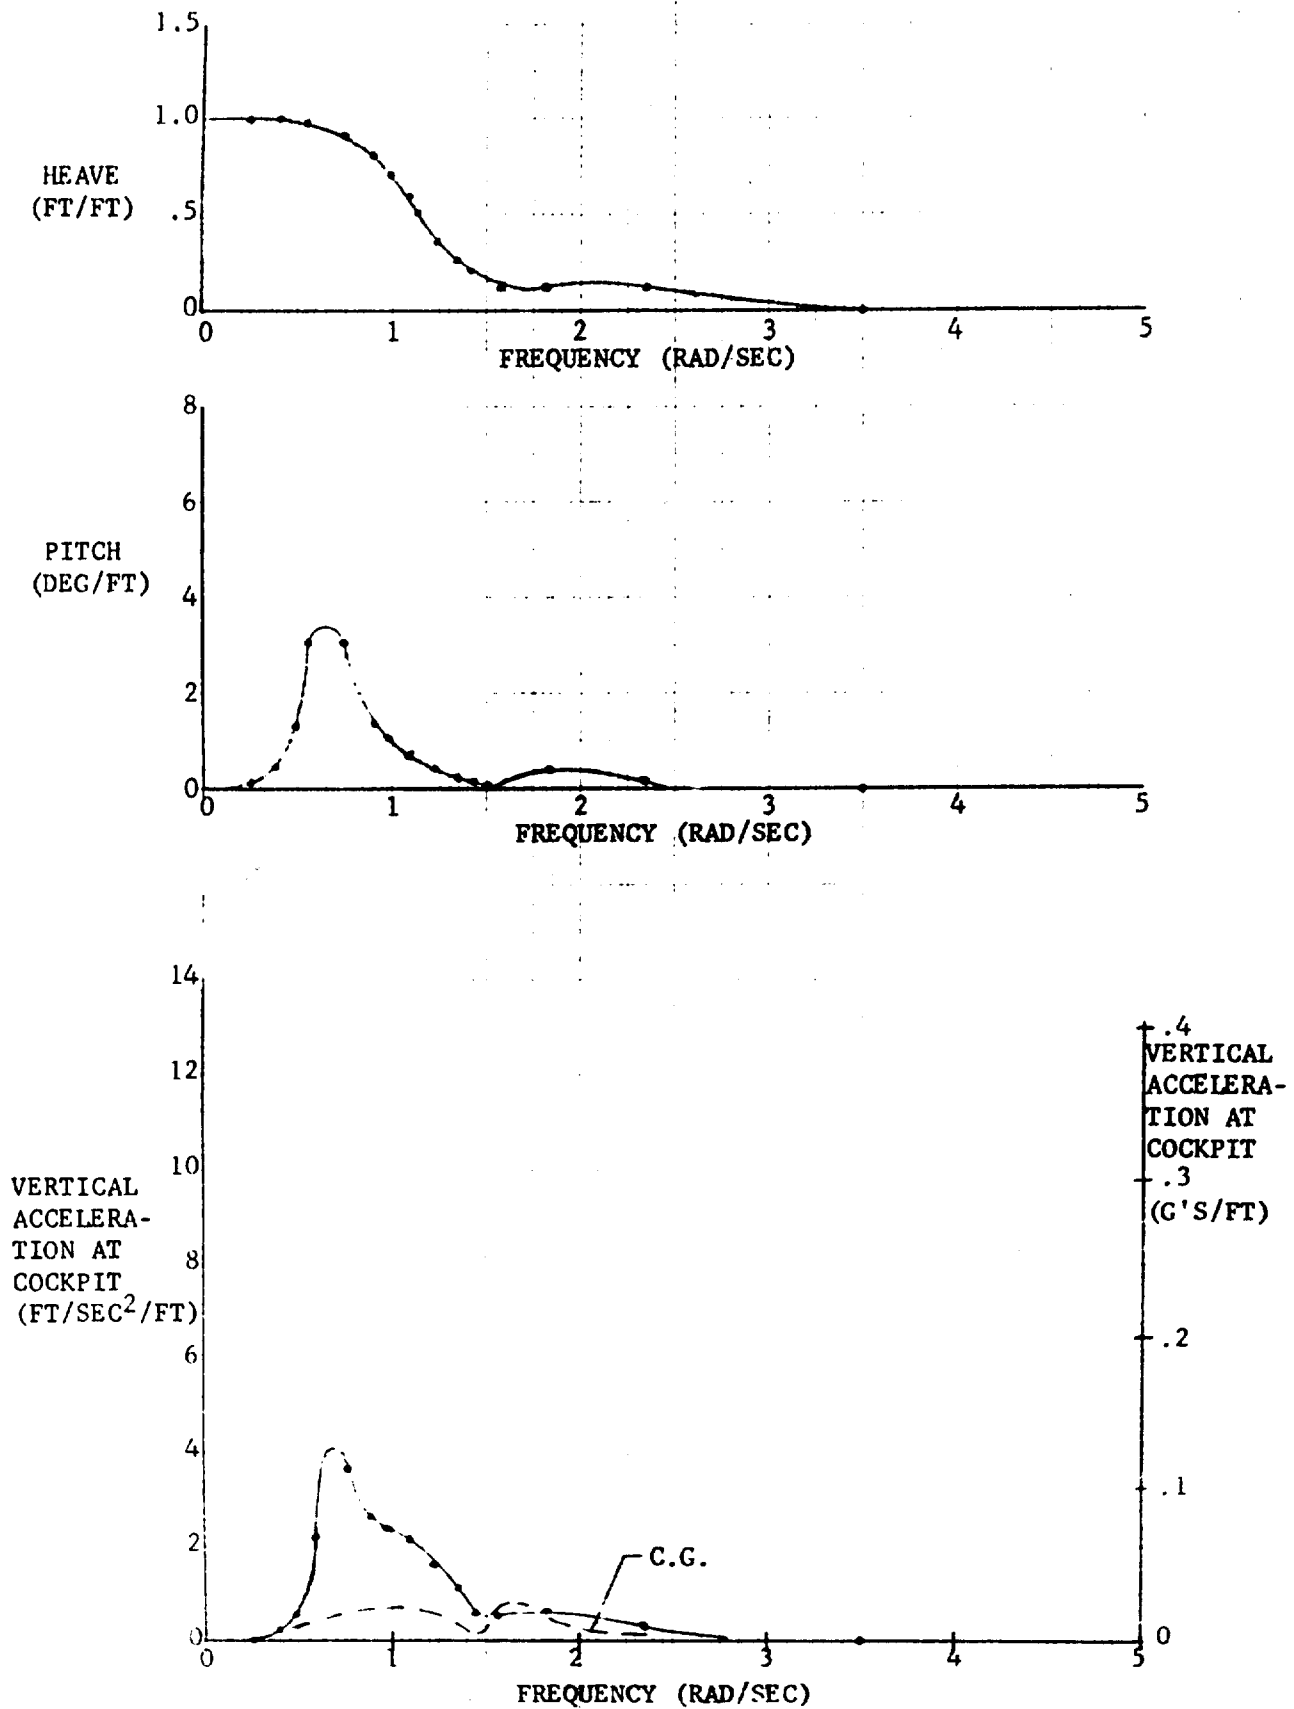 1.5
1.0
HEAVE
(FT/FT)
.5
0
0 1 2 3 4 5
FREQUENCY (RAD/SEC)
8
6
PITCH
(DEG/FT)
4
2
0
0 1 2 3 4 5
FREQUENCY (RAD/SEC)
14
12
10
VERTICAL
ACCELERA-
TION AT
COCKPIT
(FT/SEC²/FT)
8
6
4
2
0
.4
VERTICAL
ACCELERA-
TION AT
COCKPIT
.3
(G'S/FT)
.2
.1
0
C.G.
0 1 2 3 4 5
FREQUENCY (RAD/SEC)